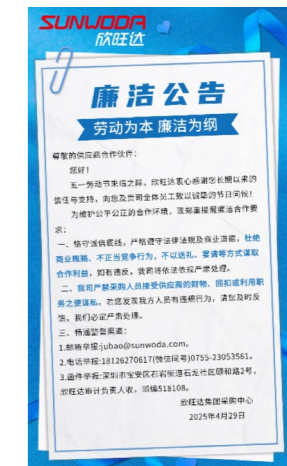 SUNWODA
欣旺达
廉洁公告
劳动为本 廉洁为纲
尊敬的供应商合作伙伴：
您好！
五一劳动节来临之际，欣旺达衷心感谢您长期以来的
信任与支持，向您及贵司全体员工致以诚挚的节日问候！
为维护公平公正的合作环境，现郑重提醒廉洁合作要
求：
一、恪守诚信底线，严格遵守法律法规及商业道德，杜绝
商业贿赂、不正当竞争行为，不以送礼、宴请等方式谋取
合作利益，如有违反，我司将依法依规严肃处理。
二、我司严禁采购人员接受供应商的财物、回扣或利用职
务之便谋私。若您发现我方人员有违规行为，请您及时反
馈，我们必定严肃处理。
三、畅通监督渠道：
1.邮箱举报:jubao@sunwoda.com。
2.电话举报:18126270617(微信同号)0755-23053561。
3.函件举报:深圳市宝安区石岩街道石龙社区颐和路2号，
欣旺达审计负责人收，邮编518108。
欣旺达集团采购中心
2025年4月29日